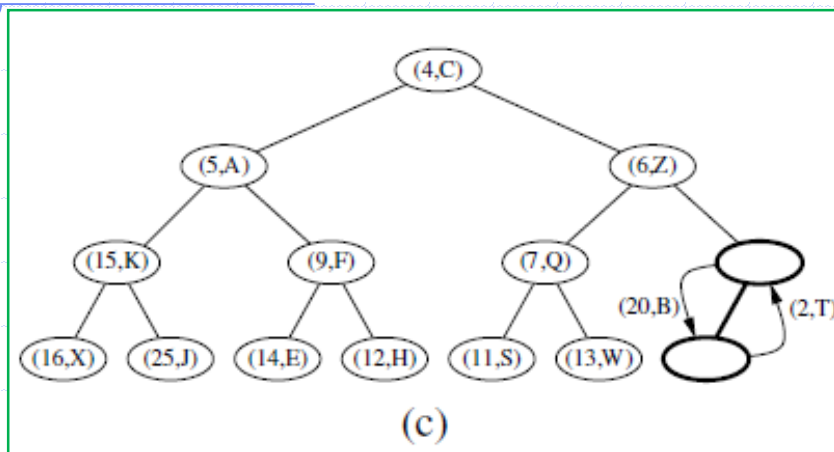 (4,C)
(5,A) (6,Z)
(15,K) (9,F) (7,Q)
(20,B) (2,T)
(16,X) (25,J) (14,E) (12,H) (11,S) (13,W)
(c)